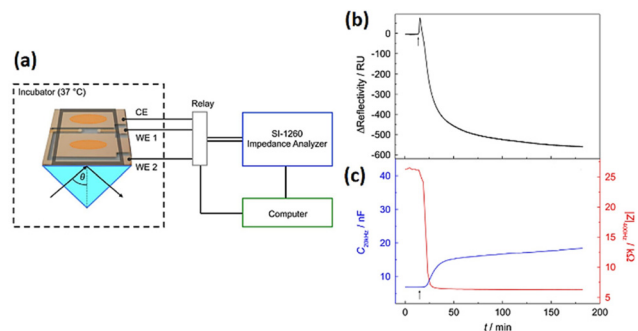 (a)
Incubator (37 °C)
CE
WE 1
WE 2
θ
Relay
SI-1260
Impedance Analyzer
Computer
(b)
ΔReflectivity / RU
0
-100
-200
-300
-400
-500
-600
(c)
C20kHz / nF
40
30
20
10
0
|Z|400Hz / kΩ
25
20
15
10
5
0 50 100 150 200
t / min